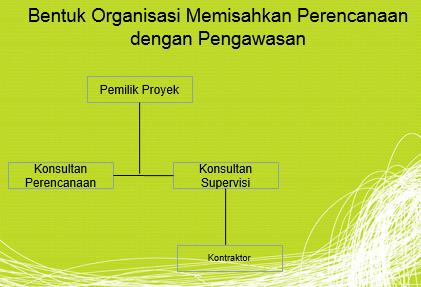 Bentuk Organisasi Memisahkan Perencanaan
dengan Pengawasan
Pemilik Proyek
Konsultan
Perencanaan
Konsultan
Supervisi
Kontraktor